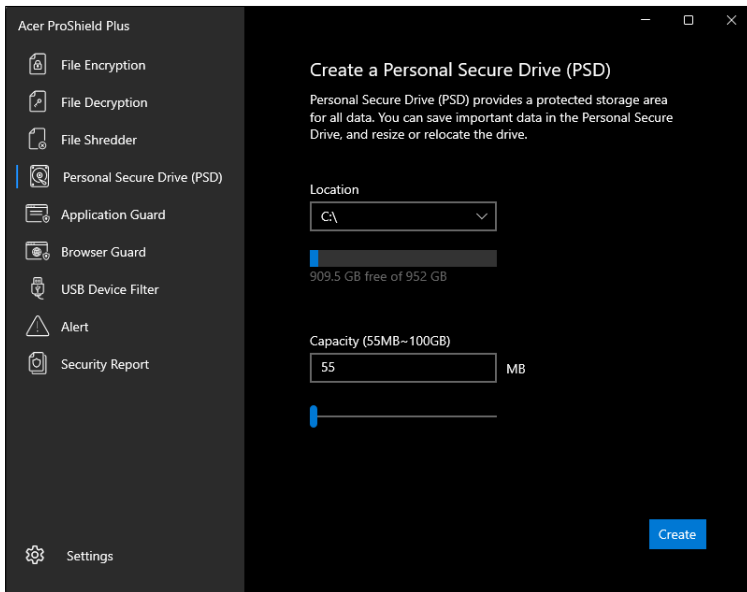 Acer ProShield Plus
File Encryption
File Decryption
File Shredder
Personal Secure Drive (PSD)
Application Guard
Browser Guard
USB Device Filter
Alert
Security Report
Settings
Create a Personal Secure Drive (PSD)
Personal Secure Drive (PSD) provides a protected storage area
for all data. You can save important data in the Personal Secure
Drive, and resize or relocate the drive.
Location
C:\
909.5 GB free of 952 GB
Capacity (55MB~100GB)
55
MB
Create